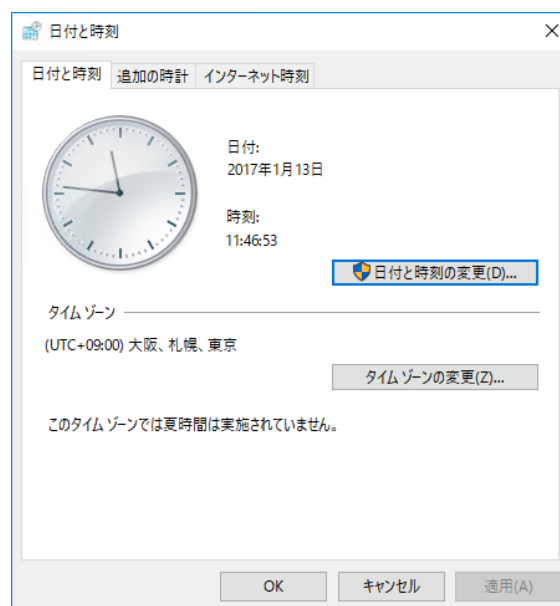 日付と時刻
日付と時刻 追加の時計 インターネット時刻
日付:
2017年1月13日
時刻:
11:46:53
日付と時刻の変更(D)...
タイム ゾーン
(UTC+09:00) 大阪、札幌、東京
タイム ゾーンの変更(Z)...
このタイム ゾーンでは夏時間は実施されていません。
OK キャンセル 適用(A)